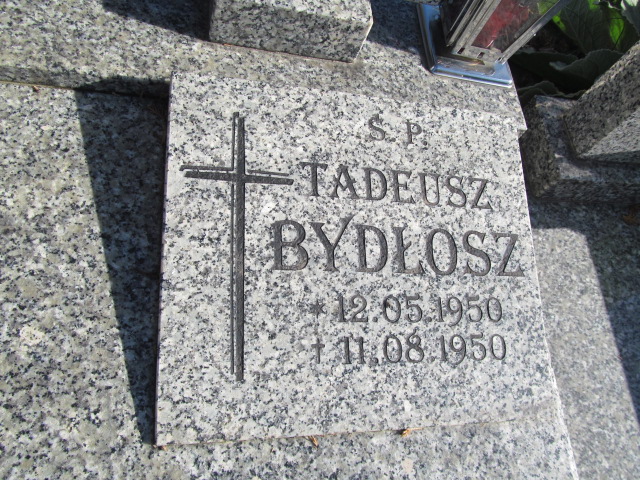 Ś. P.
TADEUSZ
BYDŁOSZ
* 12.05.1950
† 11.08.1950